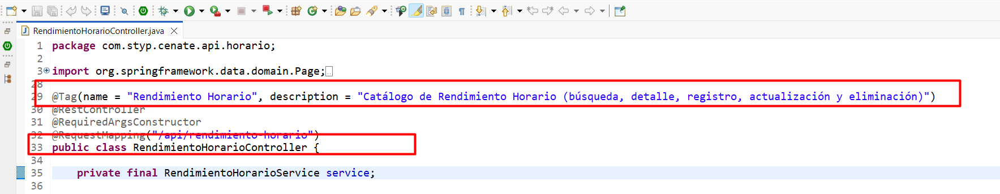 RendimientoHorarioController.java
1 package com.styp.cenate.api.horario;
2
3 import org.springframework.data.domain.Page;
28
29 @Tag(name = "Rendimiento Horario", description = "Catálogo de Rendimiento Horario (búsqueda, detalle, registro, actualización y eliminación)")
30 @RestController
31 @RequiredArgsConstructor
32 @RequestMapping("/api/rendimiento-horario")
33 public class RendimientoHorarioController {
34
35 private final RendimientoHorarioService service;
36